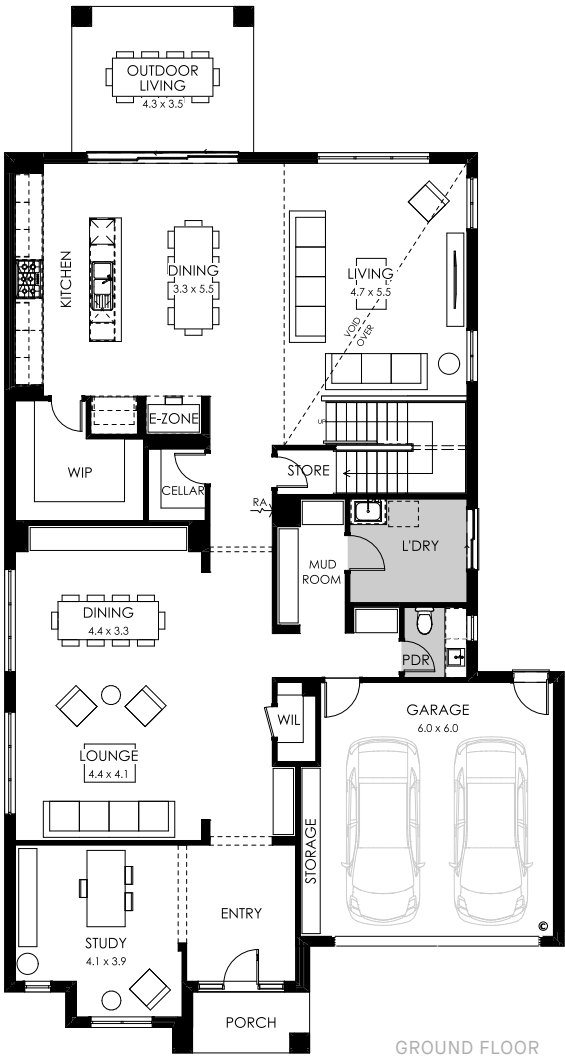 OUTDOOR
LIVING
4.3 x 3.5
KITCHEN
DINING
3.3 x 5.5
LIVING
4.7 x 5.5
VOID
OVER
E-ZONE
UP
WIP
CELLAR
STORE
RA
L'DRY
MUD
ROOM
DINING
4.4 x 3.3
PDR
WIL
GARAGE
6.0 x 6.0
LOUNGE
4.4 x 4.1
STORAGE
ENTRY
STUDY
4.1 x 3.9
©
PORCH
GROUND FLOOR